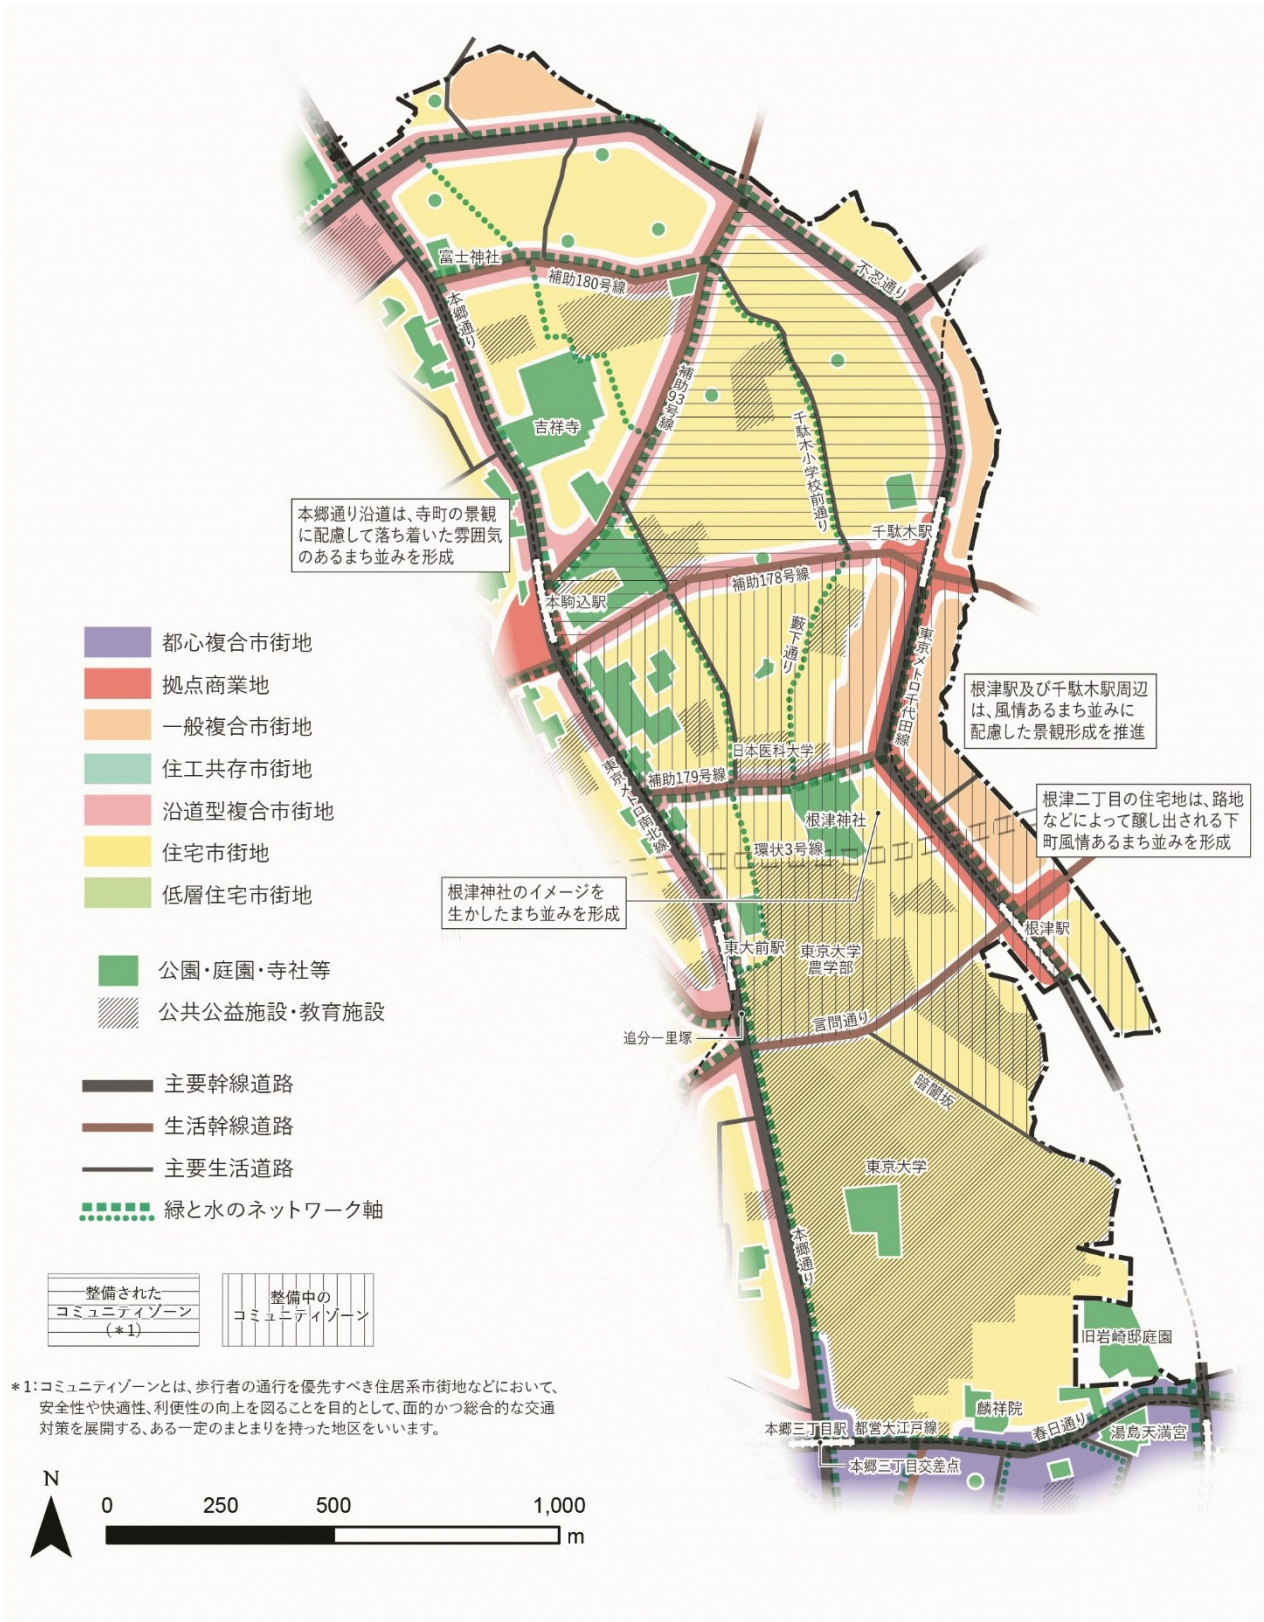 富士神社
補助180号線
不忍通り
本郷通り
補助93号線
吉祥寺
千駄木小学校前通り
本郷通り沿道は、寺町の景観
に配慮して落ち着いた雰囲気
のあるまち並みを形成
千駄木駅
補助178号線
本駒込駅
藪下通り
東京メトロ千代田線
都心複合市街地
拠点商業地
一般複合市街地
住工共存市街地
沿道型複合市街地
住宅市街地
低層住宅市街地
公園・庭園・寺社等
公共公益施設・教育施設
主要幹線道路
生活幹線道路
主要生活道路
緑と水のネットワーク軸
根津駅及び千駄木駅周辺
は、風情あるまち並みに
配慮した景観形成を推進
日本医科大学
補助179号線
東京メトロ南北線
根津神社
環状3号線
根津二丁目の住宅地は、路地
などによって醸し出される下
町風情あるまち並みを形成
根津神社のイメージを
生かしたまち並みを形成
根津駅
東大前駅
東京大学
農学部
追分一里塚
言問通り
暗闇坂
東京大学
本郷通り
整備された
コミュニティゾーン
(*1)
整備中の
コミュニティゾーン
旧岩崎邸庭園
麟祥院
春日通り
湯島天満宮
本郷三丁目駅
都営大江戸線
本郷三丁目交差点
*1:コミュニティゾーンとは、歩行者の通行を優先すべき住居系市街地などにおいて、
安全性や快適性、利便性の向上を図ることを目的として、面的かつ総合的な交通
対策を展開する、ある一定のまとまりを持った地区をいいます。
N
0 250 500 1,000
m